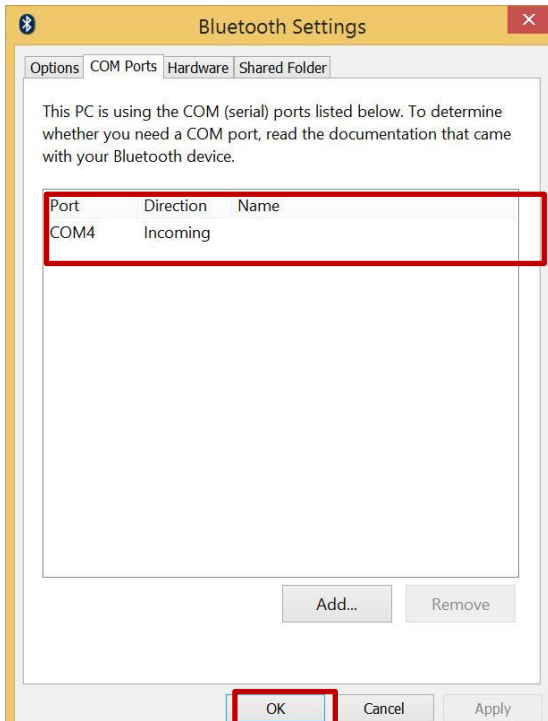 Bluetooth Settings
Options COM Ports Hardware Shared Folder
This PC is using the COM (serial) ports listed below. To determine
whether you need a COM port, read the documentation that came
with your Bluetooth device.
Port Direction Name
COM4 Incoming
Add... Remove
OK Cancel Apply